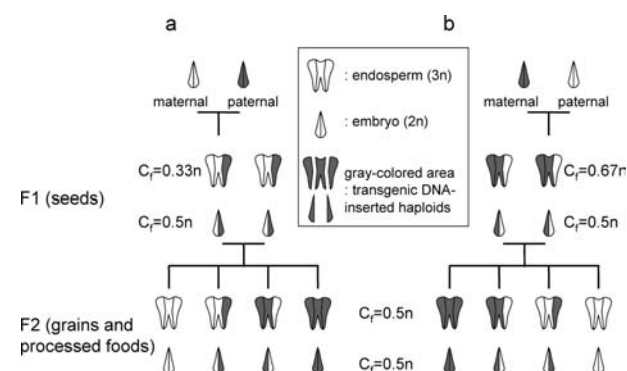 a
b
maternal paternal
maternal paternal
: endosperm (3n)
: embryo (2n)
gray-colored area
: transgenic DNA-
inserted haploids
F1 (seeds)
Cf=0.33n
Cf=0.67n
Cf=0.5n
Cf=0.5n
F2 (grains and
processed foods)
Cf=0.5n
Cf=0.5n